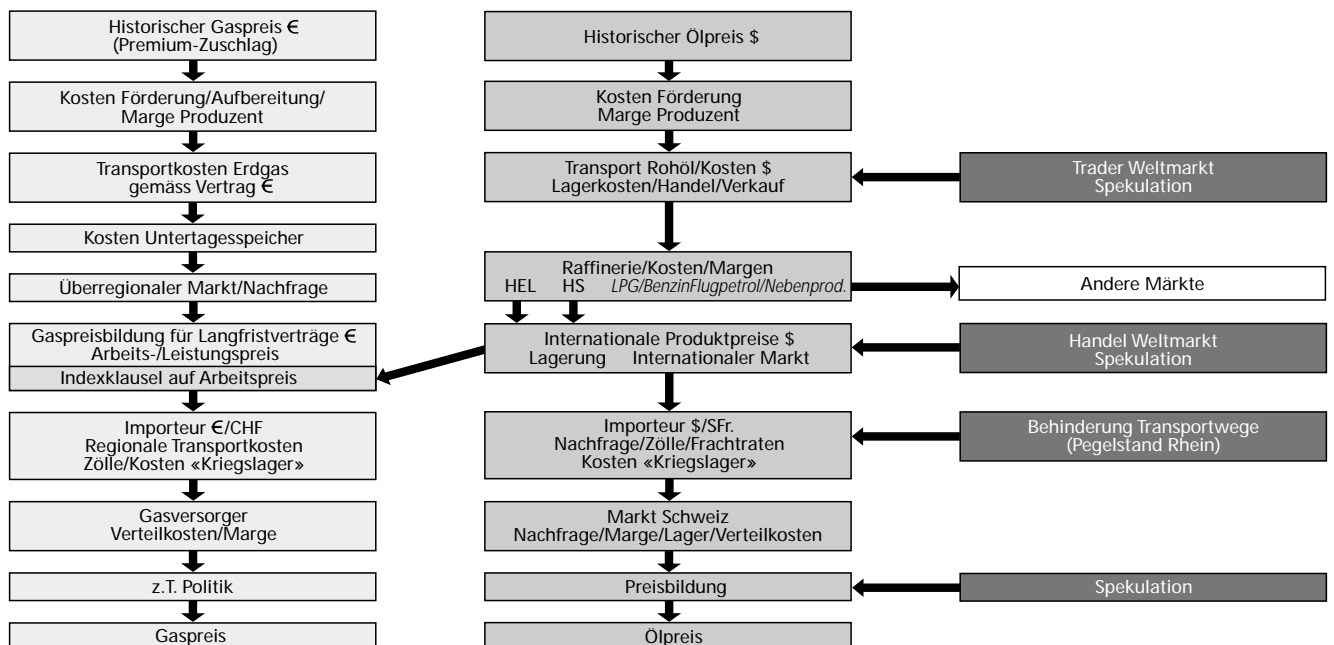 Historischer Gaspreis €
(Premium-Zuschlag)
Kosten Förderung/Aufbereitung/
Marge Produzent
Transportkosten Erdgas
gemäss Vertrag €
Kosten Untertagesspeicher
Überregionaler Markt/Nachfrage
Gaspreisbildung für Langfristverträge €
Arbeits-/Leistungspreis
Indexklausel auf Arbeitspreis
Importeur €/CHF
Regionale Transportkosten
Zölle/Kosten «Kriegslager»
Gasversorger
Verteilkosten/Marge
z.T. Politik
Gaspreis
Historischer Ölpreis $
Kosten Förderung
Marge Produzent
Transport Rohöl/Kosten $
Lagerkosten/Handel/Verkauf
Raffinerie/Kosten/Margen
HEL HS LPG/BenzinFlugpetrol/Nebenprod.
Internationale Produktpreise $
Lagerung Internationaler Markt
Importeur $/SFr.
Nachfrage/Zölle/Frachtraten
Kosten «Kriegslager»
Markt Schweiz
Nachfrage/Marge/Lager/Verteilkosten
Preisbildung
Ölpreis
Trader Weltmarkt
Spekulation
Andere Märkte
Handel Weltmarkt
Spekulation
Behinderung Transportwege
(Pegelstand Rhein)
Spekulation